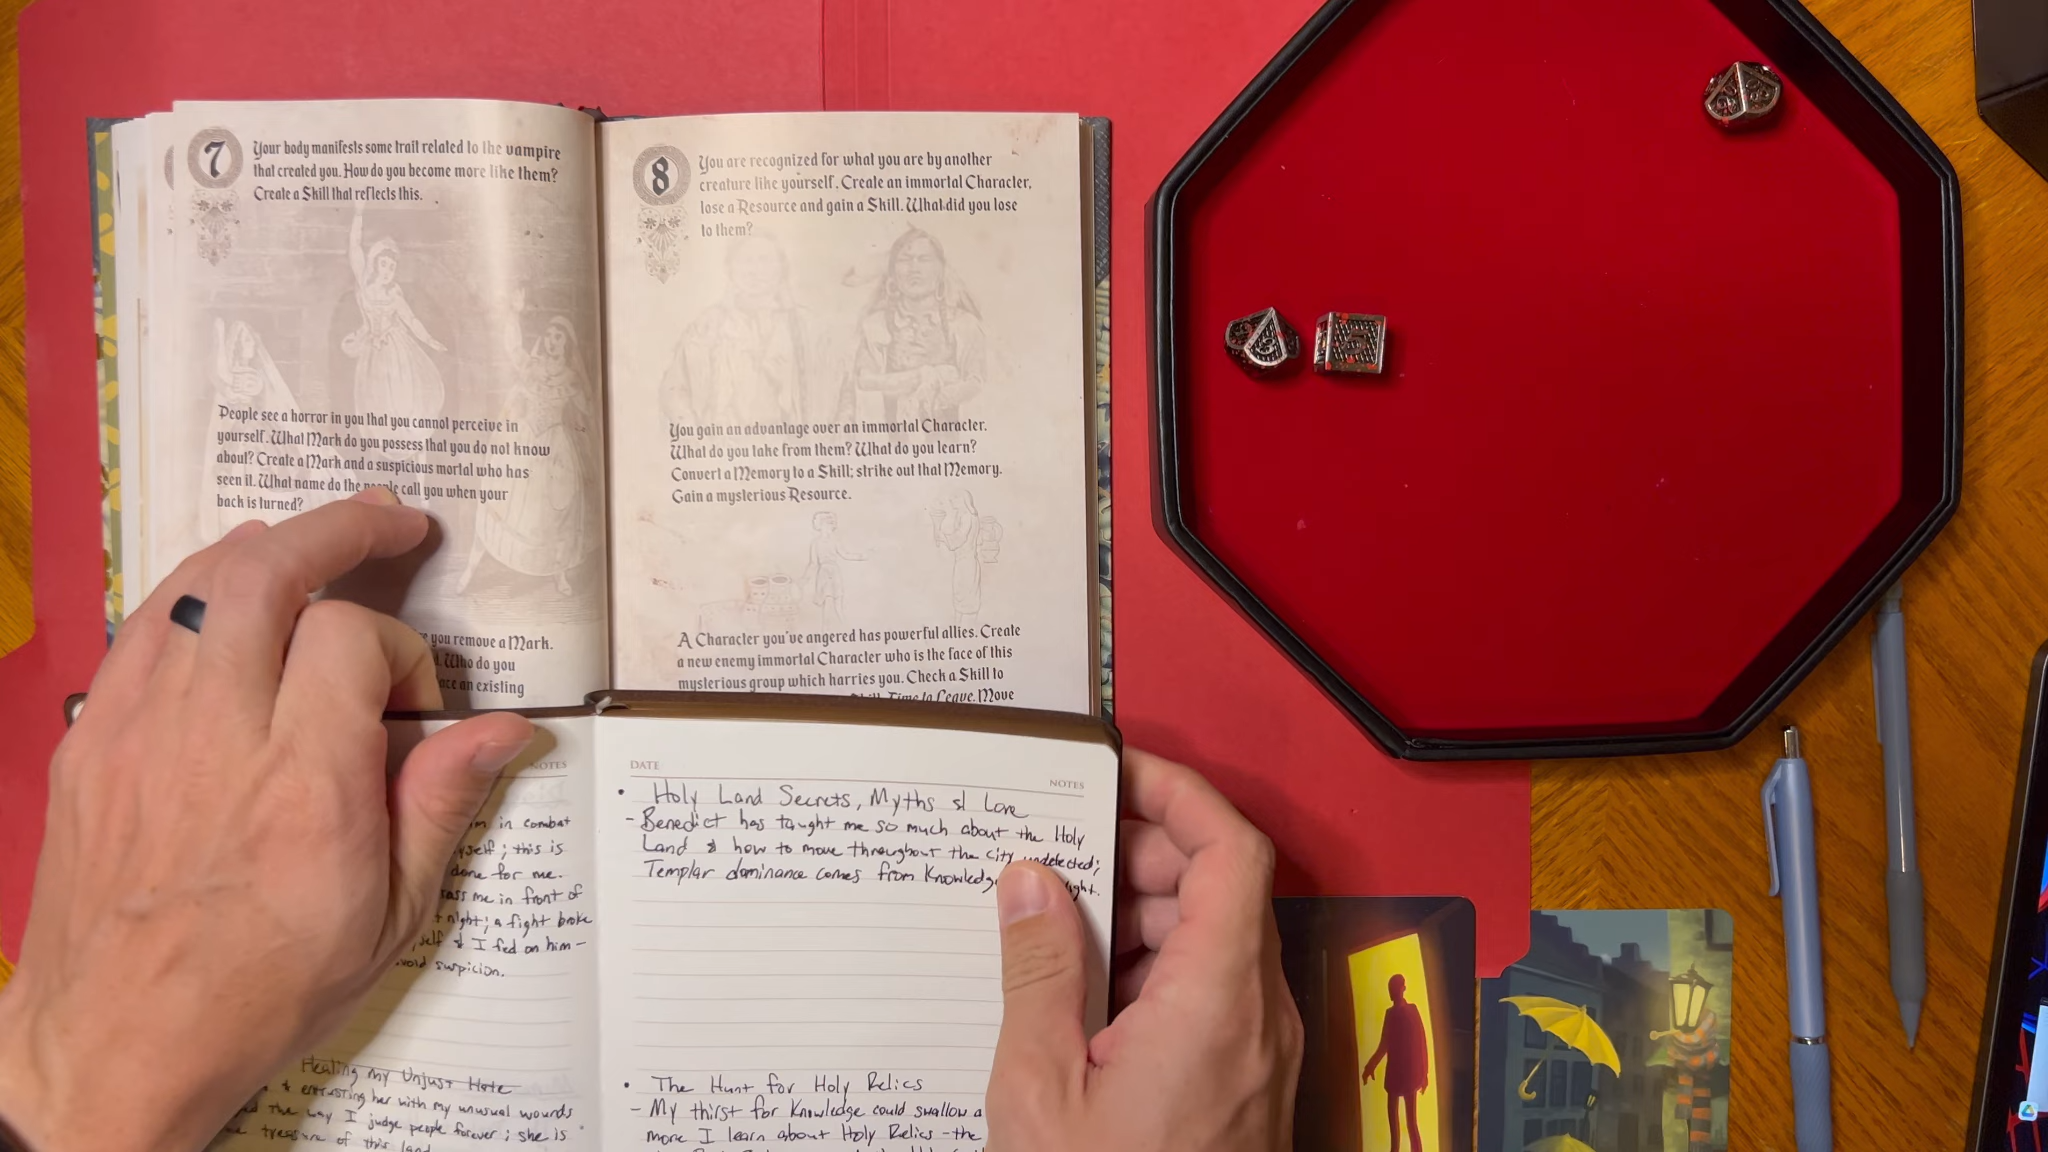 7
Your body manifests some trait related to the vampire
that created you. How do you become more like them?
Create a Skill that reflects this.
People see a horror in you that you cannot perceive in
yourself. What Mark do you possess that you do not know
about? Create a Mark and a suspicious mortal who has
seen it. What name do the people call you when your
back is turned?
you remove a Mark.
Who do you
an existing
8
You are recognized for what you are by another
creature like yourself. Create an immortal Character,
lose a Resource and gain a Skill. What did you lose
to them?
You gain an advantage over an immortal Character.
What do you take from them? What do you learn?
Convert a Memory to a Skill; strike out that Memory.
Gain a mysterious Resource.
A Character you've angered has powerful allies. Create
a new enemy immortal Character who is the face of this
mysterious group which harries you. Check a Skill to
Time to Leave. Move
NOTES
in combat
; this is
done for me.
me in front of
night; a fight broke
& I fed on him -
suspicion.
Healing my Unjust Hate
& entrusting her with my unusual wounds
the way I judge people forever; she is
treasure of this land
DATE
NOTES
• Holy Land Secrets, Myths & Lore
- Benedict has taught me so much about the Holy
Land & how to move throughout the city undetected;
Templar dominance comes from Knowledge
• The Hunt for Holy Relics
- My thirst for Knowledge could swallow a
more I learn about Holy Relics - the